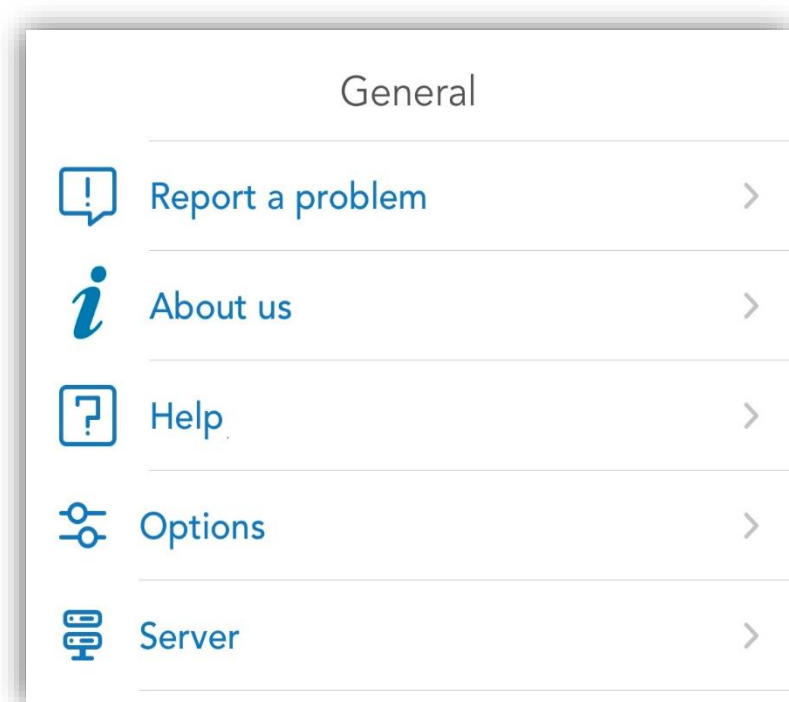 General
Report a problem
About us
Help
Options
Server